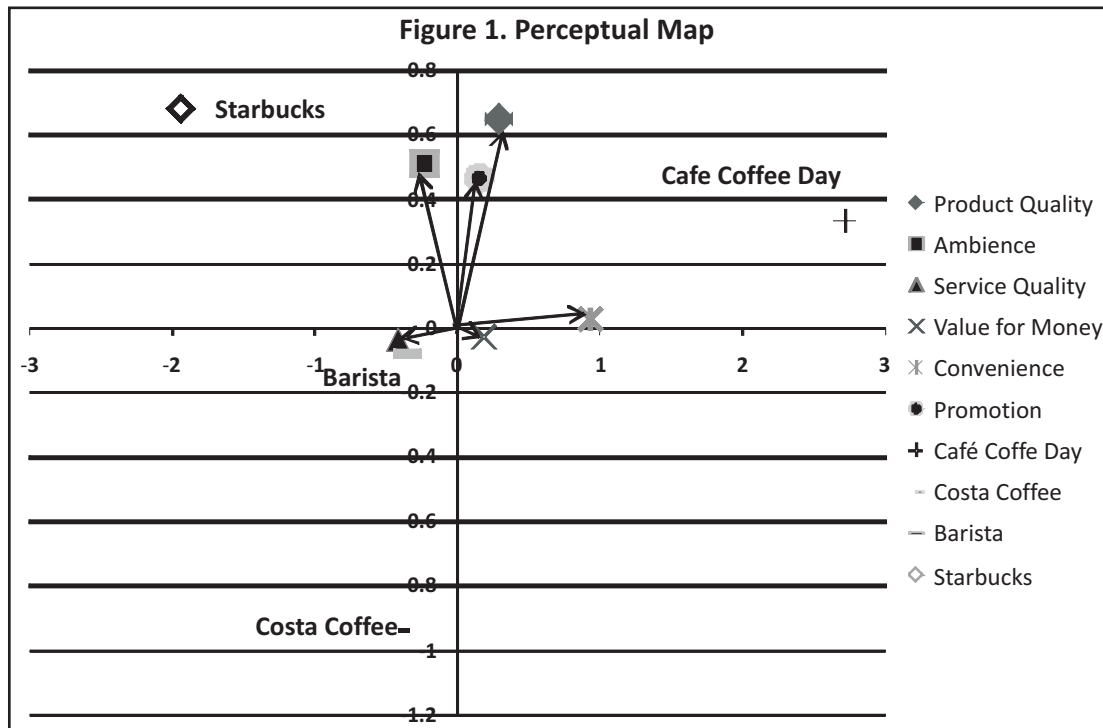 Figure 1. Perceptual Map
0.8
Starbucks
0.6
Cafe Coffee Day
0.4
0.2
0
-3 -2 -1 0 1 2 3
Barista
-0.2
-0.4
-0.6
-0.8
Costa Coffee
-1
-1.2
Product Quality
Ambience
Service Quality
Value for Money
Convenience
Promotion
Café Coffe Day
Costa Coffee
Barista
Starbucks